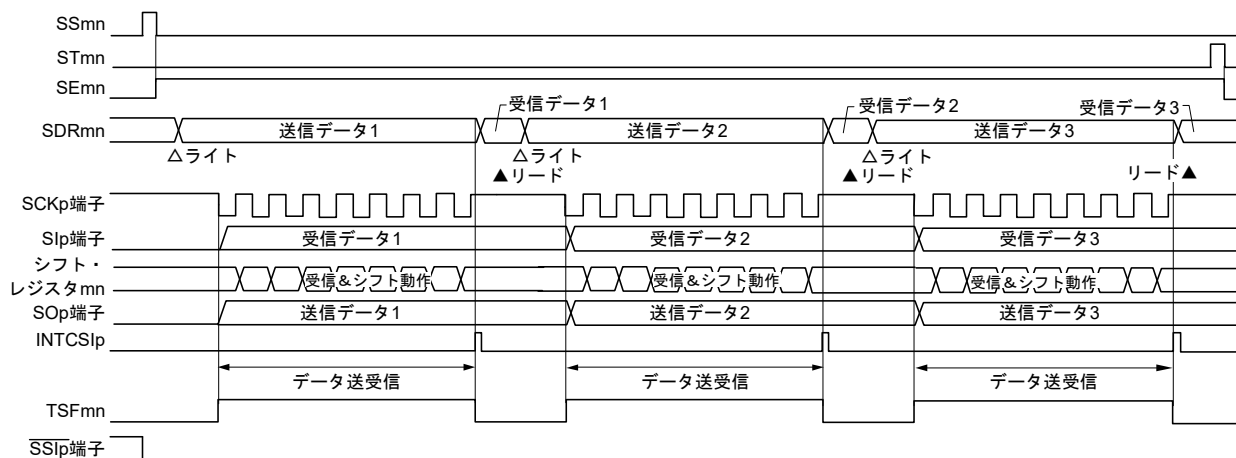 SSmn
STmn
SEmn
受信データ1
受信データ2
受信データ3
SDRmn
送信データ1
送信データ2
送信データ3
△ライト
△ライト
△ライト
▲リード
▲リード
リード▲
SCKp端子
SIp端子
受信データ1
受信データ2
受信データ3
シフト・
レジスタmn
受信&シフト動作
受信&シフト動作
受信&シフト動作
SOp端子
送信データ1
送信データ2
送信データ3
INTCSIp
データ送受信
データ送受信
データ送受信
TSFmn
SSIp端子